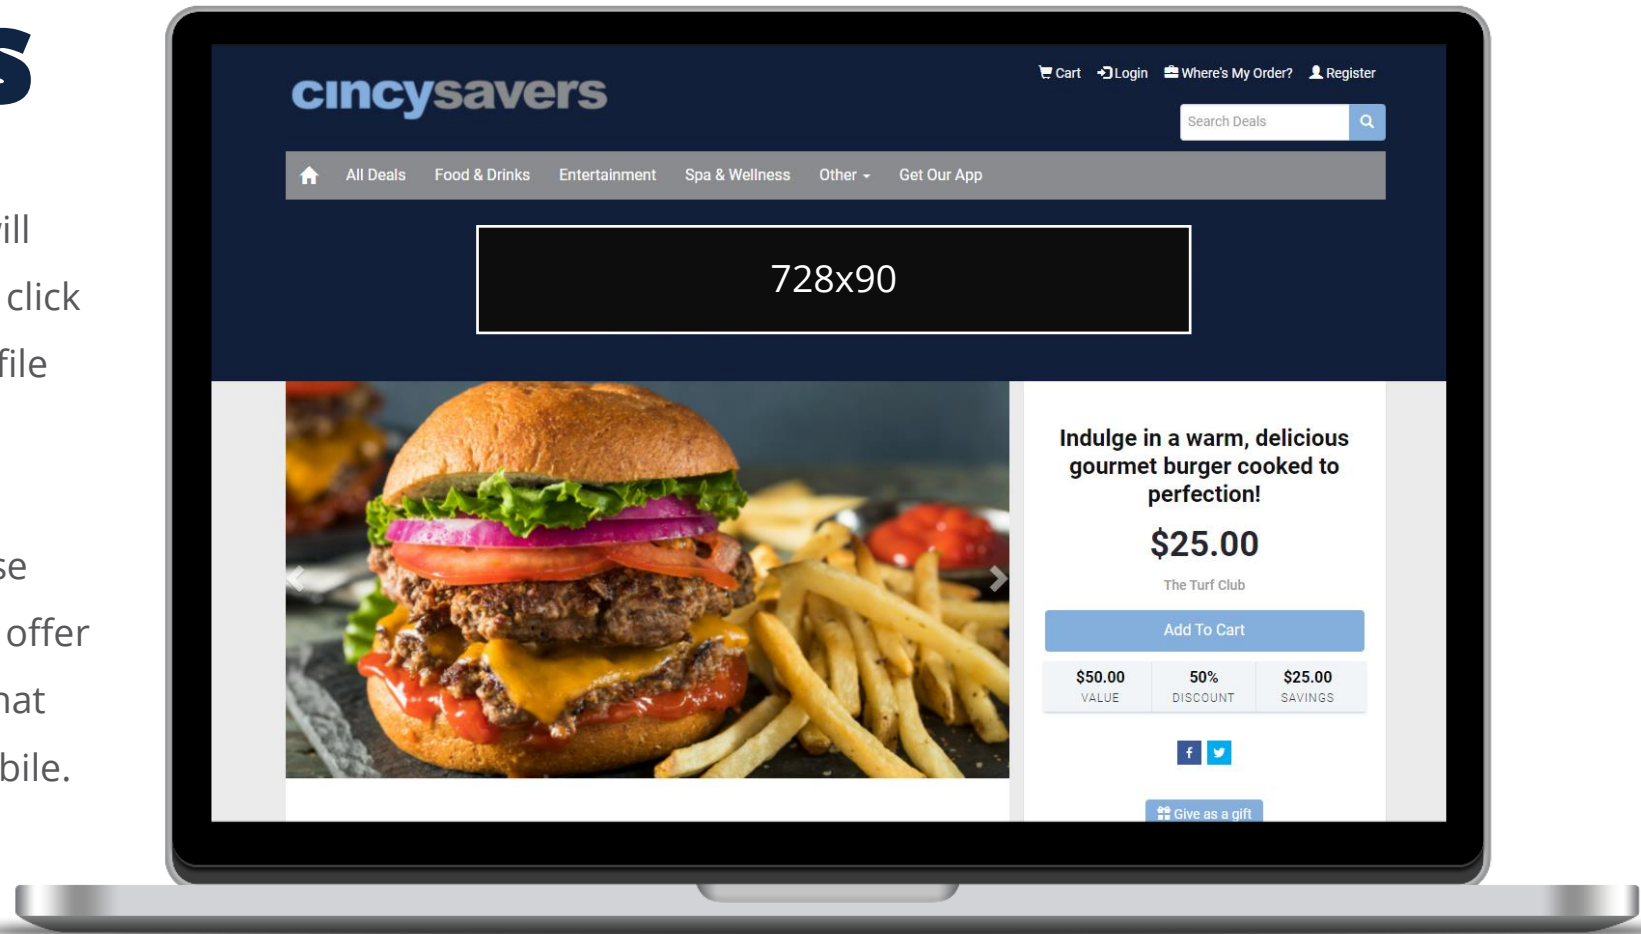 s
will
click
file
se
offer
hat
bile.
cincysavers
Cart Login Where's My Order? Register
Search Deals
All Deals Food & Drinks Entertainment Spa & Wellness Other Get Our App
728x90
Indulge in a warm, delicious
gourmet burger cooked to
perfection!
$25.00
The Turf Club
Add To Cart
$50.00 50% $25.00
VALUE DISCOUNT SAVINGS
Give as a gift